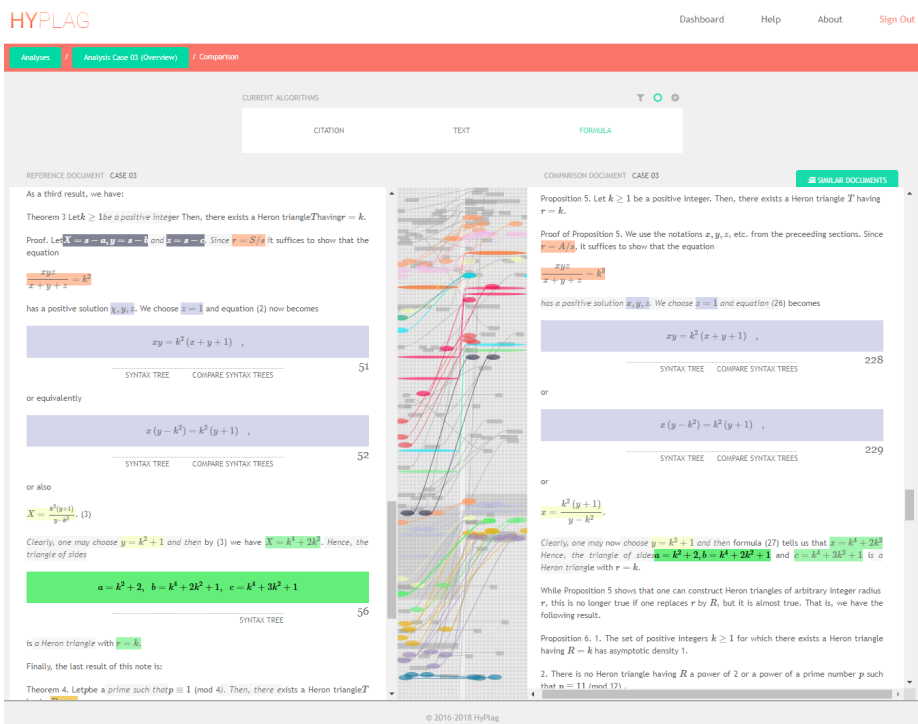 HYPLAG
Dashboard Help About Sign Out
Analyses / Analysis Case 03 (Overview) / Comparison
CURRENT ALGORITHMS
CITATION TEXT FORMULA
REFERENCE DOCUMENT CASE 03
As a third result, we have:
Theorem 3 Letk ≥ 1be a positive integer Then, there exists a Heron triangleThavingr = k.
Proof. LetX = s − a, y = s − b and z = s − c. Since r = S/s it suffices to show that the
equation
xyz / x + y + z = k²
has a positive solution χ, y, z. We choose z − 1 and equation (2) now becomes
xy = k² (x + y + 1) ,
51
SYNTAX TREE COMPARE SYNTAX TREES
or equivalently
x (y − k²) = k² (y + 1) ,
52
SYNTAX TREE COMPARE SYNTAX TREES
or also
X = k²(y+1) / y−k² . (3)
Clearly, one may choose y = k² + 1 and then by (3) we have X = k⁴ + 2k². Hence, the
triangle of sides
a = k² + 2, b = k⁴ + 2k² + 1, c = k⁴ + 3k² + 1
56
SYNTAX TREE
is a Heron triangle with r = k.
Finally, the last result of this note is:
Theorem 4. Letpbe a prime such thatp ≡ 1 (mod 4). Then, there exists a Heron triangleT
COMPARISON DOCUMENT CASE 03
SIMILAR DOCUMENTS
Proposition 5. Let k ≥ 1 be a positive integer. Then, there exists a Heron triangle T having
r = k.
Proof of Proposition 5. We use the notations x, y, z, etc. from the preceeding sections. Since
r = A/s, it suffices to show that the equation
xyz / x + y + z = k²
has a positive solution x, y, z. We choose z = 1 and equation (26) becomes
xy = k² (x + y + 1) ,
228
SYNTAX TREE COMPARE SYNTAX TREES
or
x (y − k²) = k² (y + 1) ,
229
SYNTAX TREE COMPARE SYNTAX TREES
or
x = k² (y + 1) / y − k² .
Clearly, one may now choose y = k² + 1 and then formula (27) tells us that x = k⁴ + 2k²
Hence, the triangle of sidesa = k² + 2, b = k⁴ + 2k² + 1 and c = k⁴ + 3k² + 1 is a
Heron triangle with r = k.
While Proposition 5 shows that one can construct Heron triangles of arbitrary integer radius
r, this is no longer true if one replaces r by R, but it is almost true. That is, we have the
following result.
Proposition 6. 1. The set of positive integers k ≥ 1 for which there exists a Heron triangle
having R = k has asymptotic density 1.
2. There is no Heron triangle having R a power of 2 or a power of a prime number p such
that p ≡ 11 (mod 12) .
© 2016-2018 HyPlag